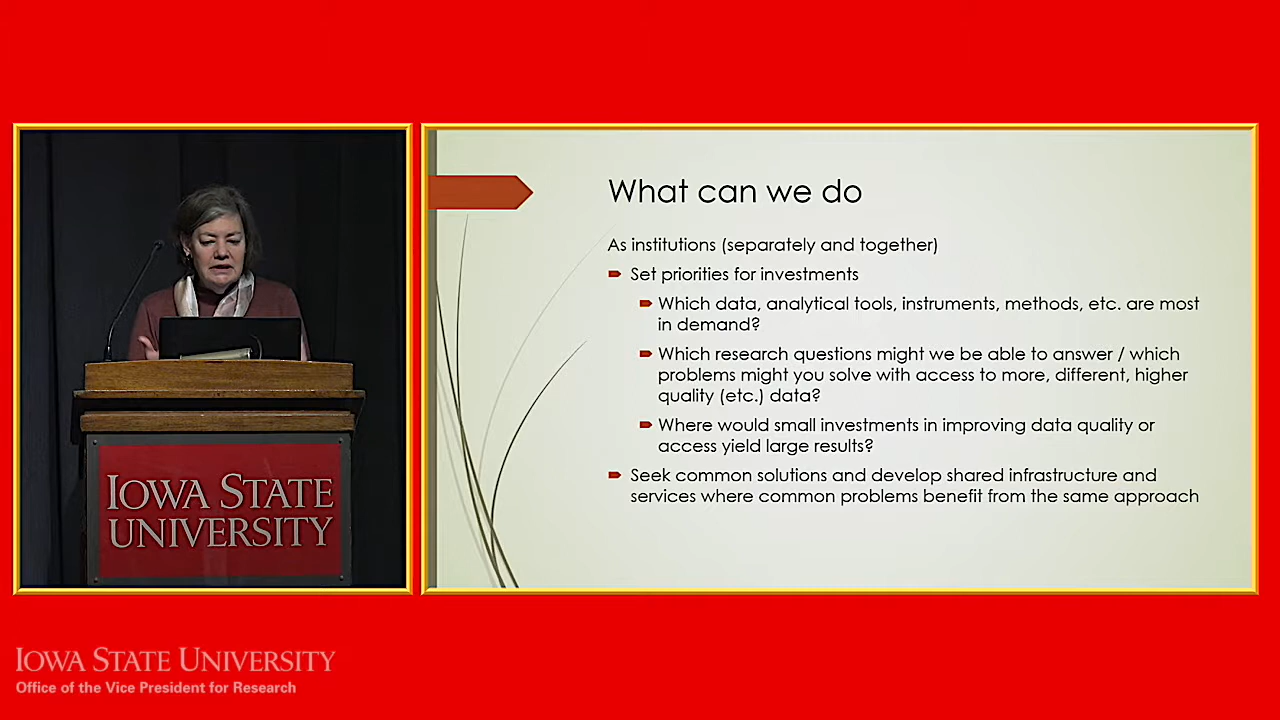 What can we do
As institutions (separately and together)
Set priorities for investments
Which data, analytical tools, instruments, methods, etc. are most
in demand?
Which research questions might we be able to answer / which
problems might you solve with access to more, different, higher
quality (etc.) data?
Where would small investments in improving data quality or
access yield large results?
Seek common solutions and develop shared infrastructure and
services where common problems benefit from the same approach
IOWA STATE
UNIVERSITY
IOWA STATE UNIVERSITY
Office of the Vice President for Research